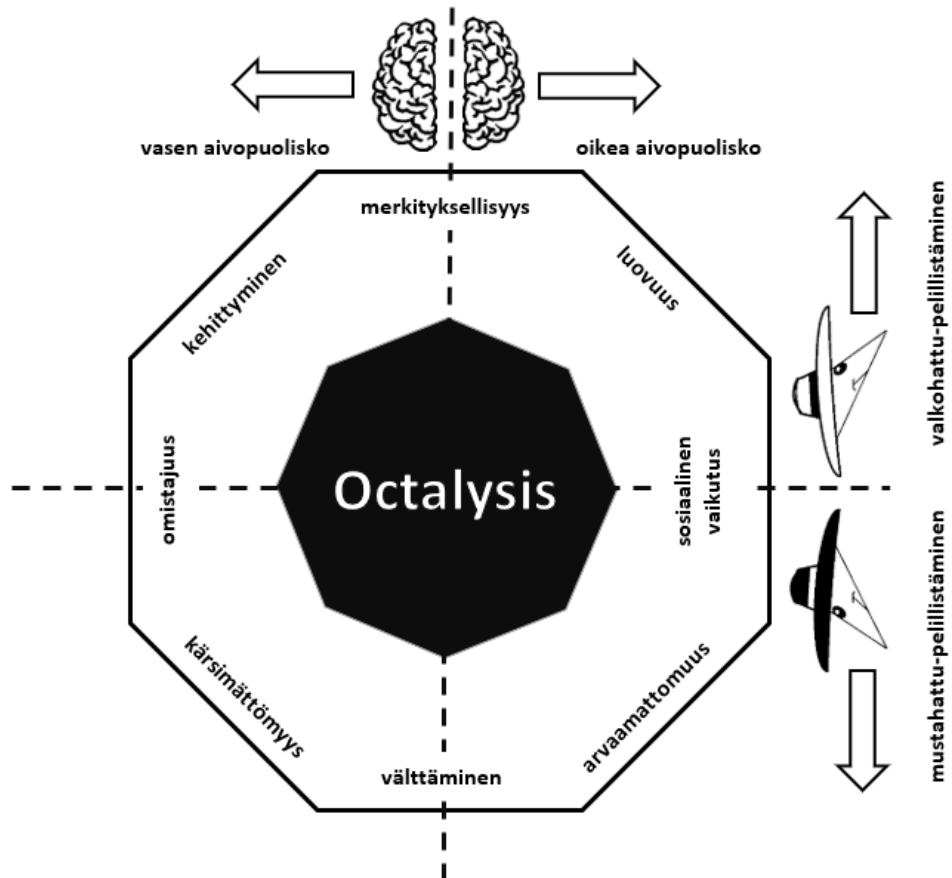 vasen aivopuolisko
oikea aivopuolisko
merkityksellisyys
kehittyminen
luovuus
valkohattu-pelillistäminen
omistajuus
Octalysis
sosiaalinen
vaikutus
mustahattu-pelillistäminen
kärsimättömyys
arvaamattomuus
välttäminen